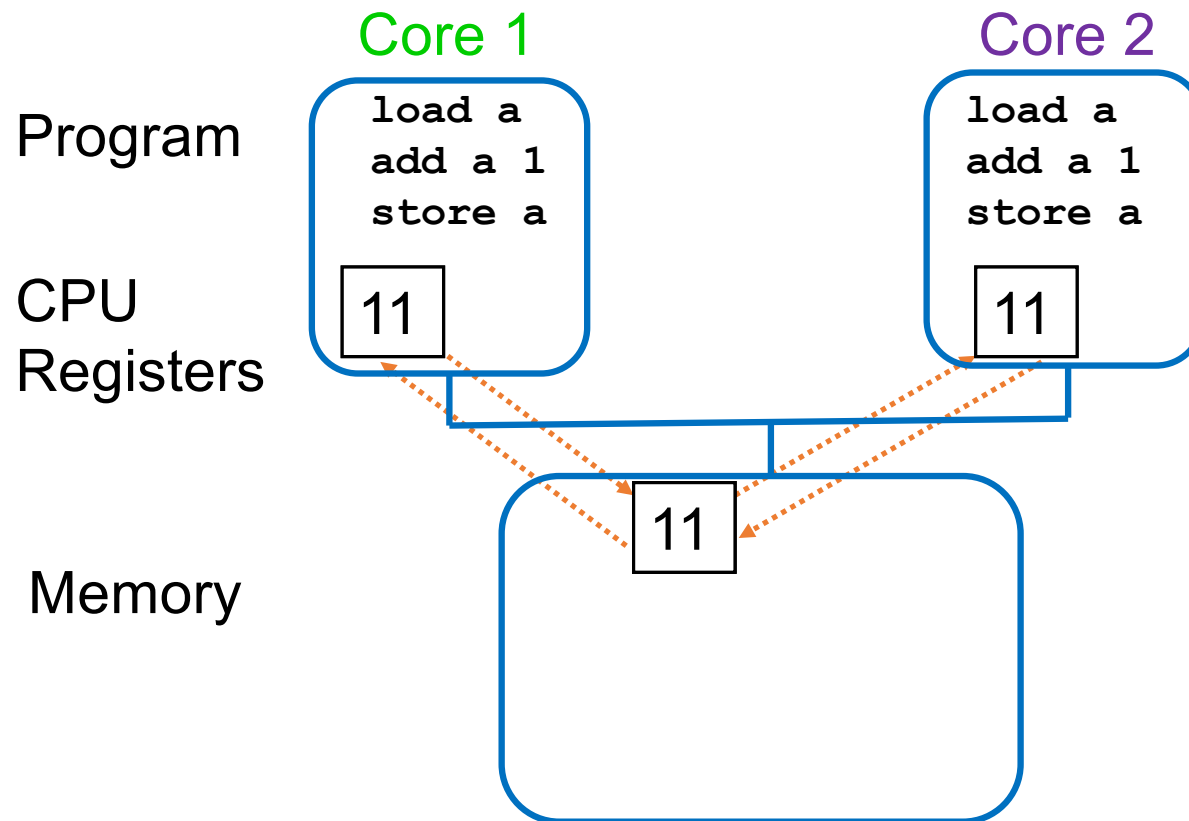 Core 1
Core 2
Program
load a
add a 1
store a
load a
add a 1
store a
CPU
Registers
11
11
11
Memory